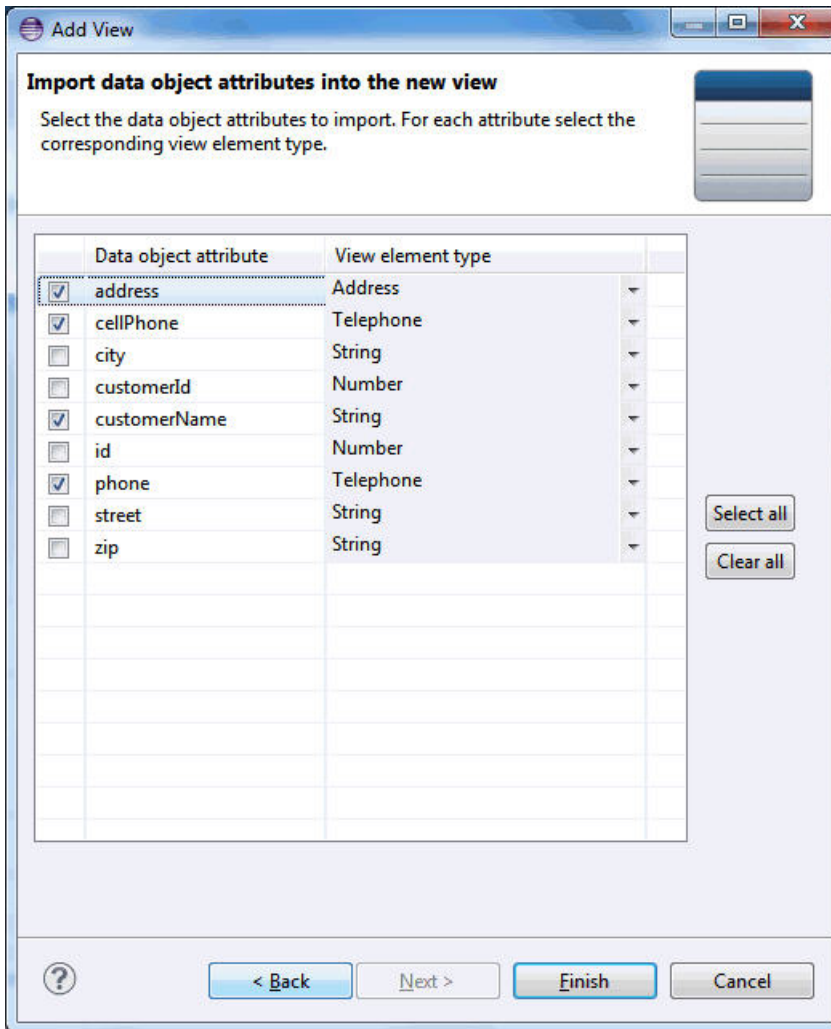 Add View
Import data object attributes into the new view
Select the data object attributes to import. For each attribute select the
corresponding view element type.
Data object attribute View element type
address Address
cellPhone Telephone
city String
customerId Number
customerName String
id Number
phone Telephone
street String
zip String
Select all
Clear all
? < Back Next > Finish Cancel